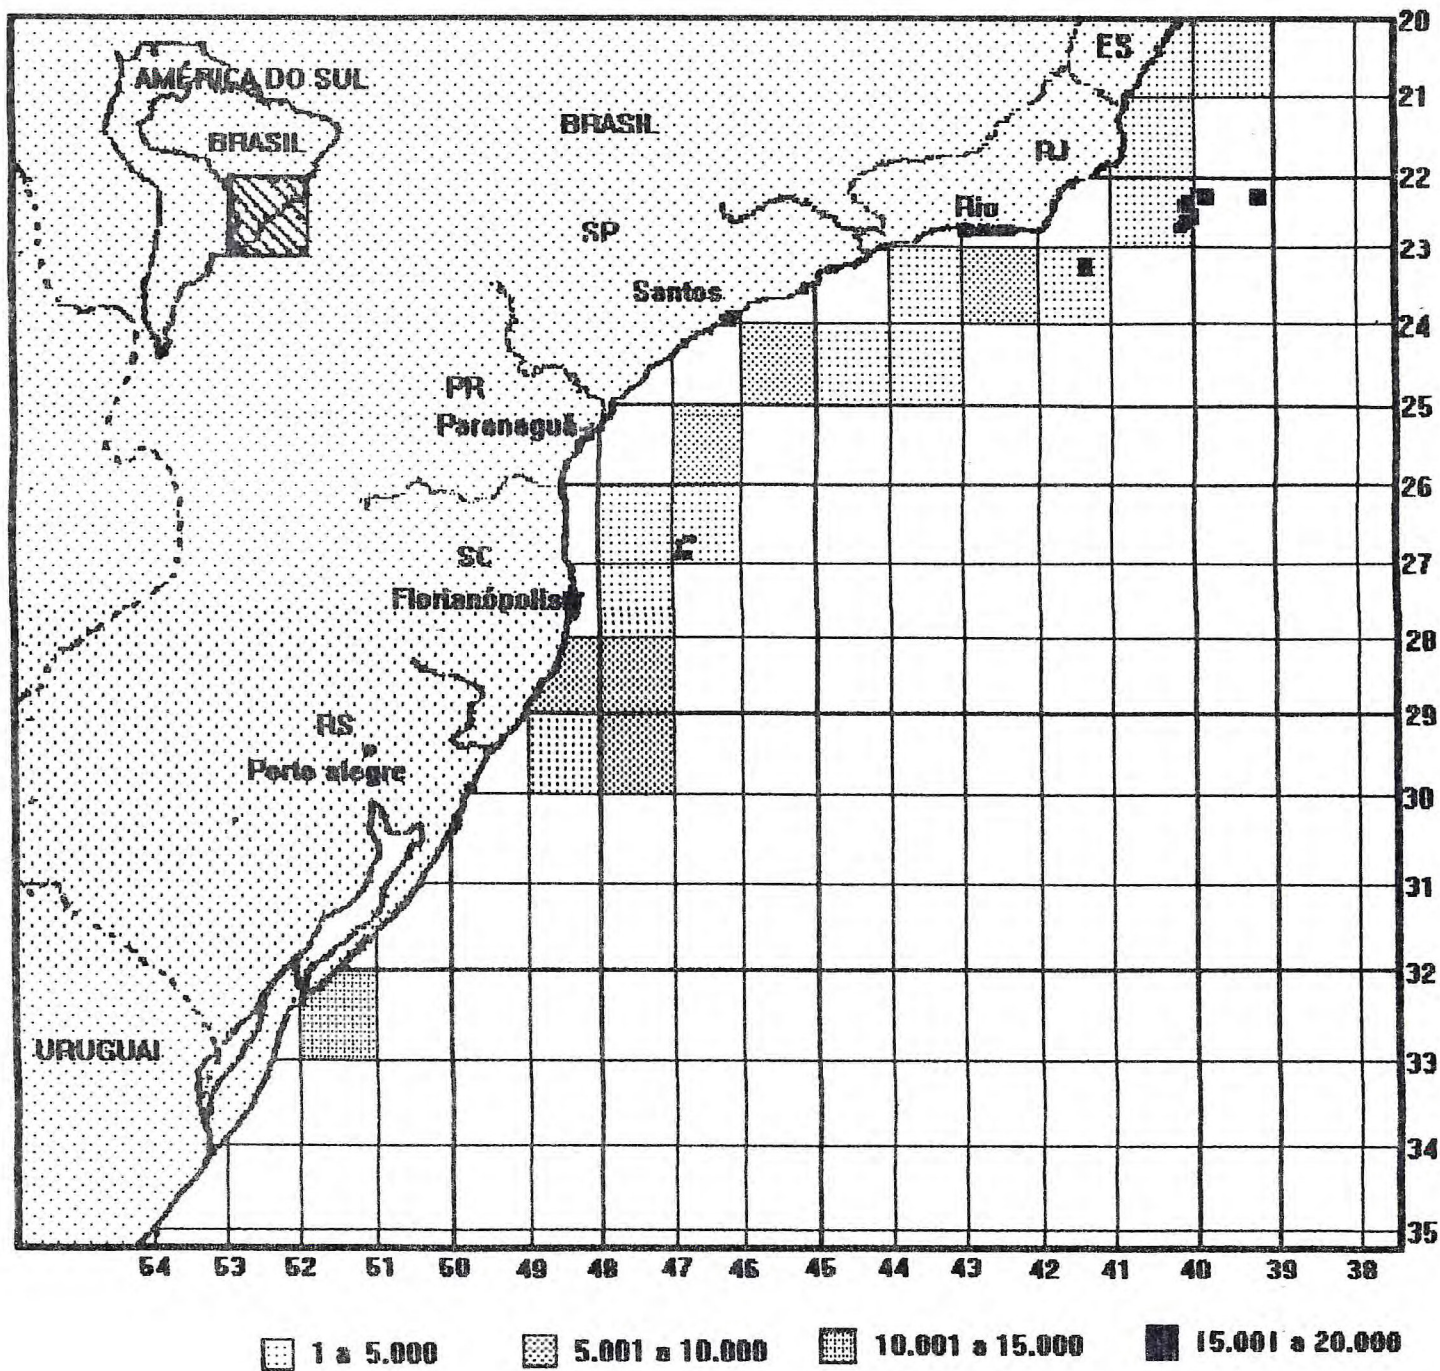 20
ES
AMÉRICA DO SUL
21
BRASIL
BRASIL
RJ
22
Rio
SP
23
Santos
24
PR
25
Paranaguá
26
SC
27
Florianópolis
28
RS
29
Porto alegre
30
31
32
URUGUAI
33
34
35
54 53 52 51 50 49 48 47 46 45 44 43 42 41 40 39 38
1 a 5.000 5.001 a 10.000 10.001 a 15.000 15.001 a 20.000